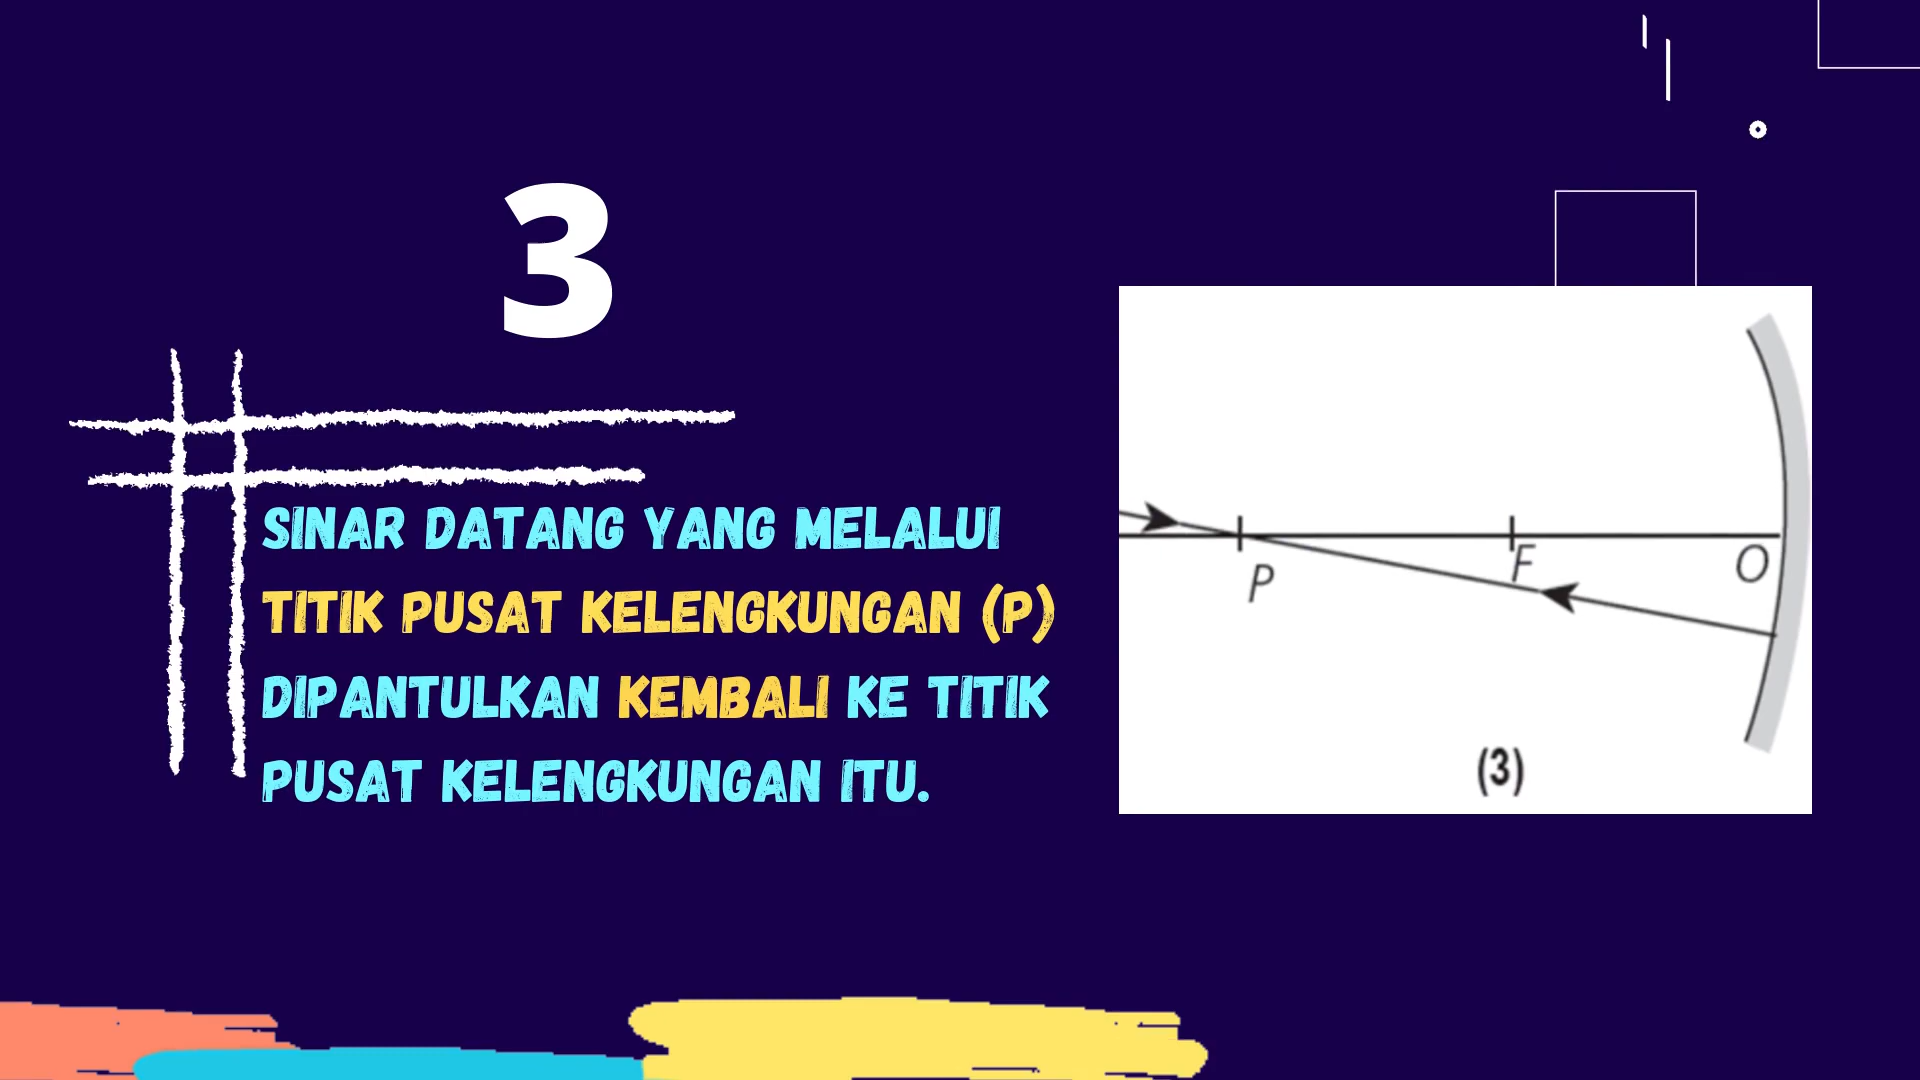 3
SINAR DATANG YANG MELALUI
TITIK PUSAT KELENGKUNGAN (P)
DIPANTULKAN KEMBALI KE TITIK
PUSAT KELENGKUNGAN ITU.
P
F
O
(3)